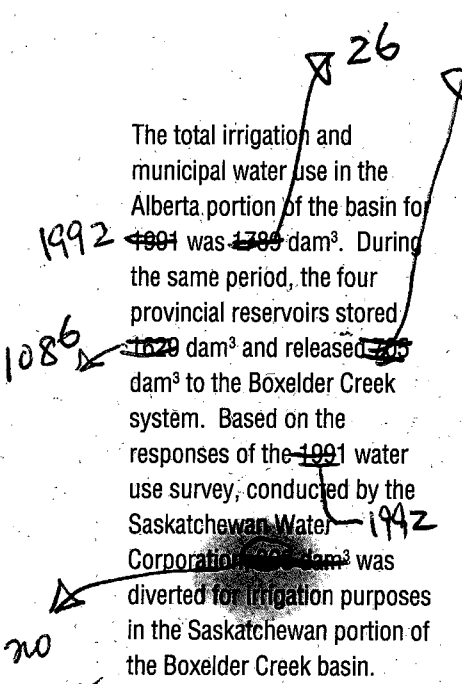 26
The total irrigation and
municipal water use in the
Alberta portion of the basin for
1992 1991 was 1789 dam³. During
the same period, the four
provincial reservoirs stored
1086 1629 dam³ and released
dam³ to the Boxelder Creek
system. Based on the
responses of the 1991 water
use survey, conducted by the
Saskatchewan Water 1992
Corporation, dam³ was
diverted for irrigation purposes
no in the Saskatchewan portion of
the Boxelder Creek basin.